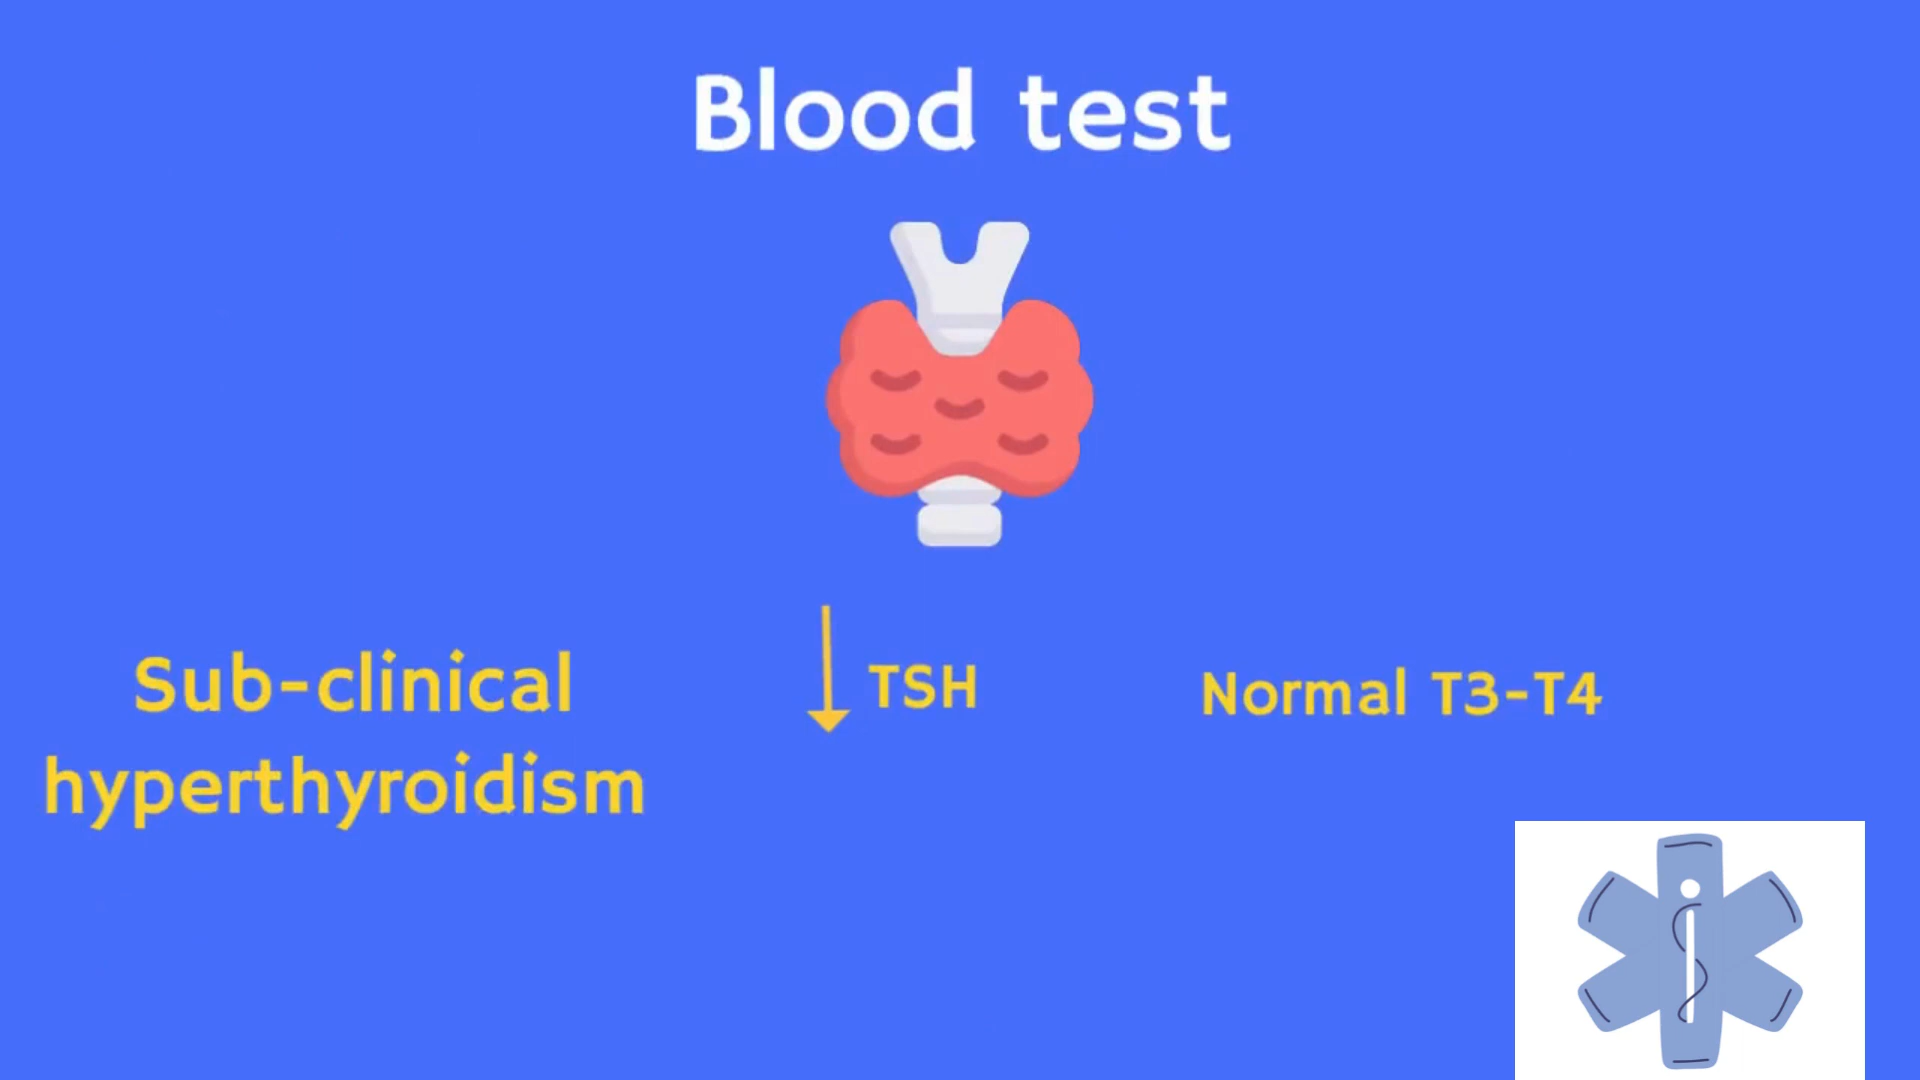 Blood test
Sub-clinical
hyperthyroidism
TSH
Normal T3-T4